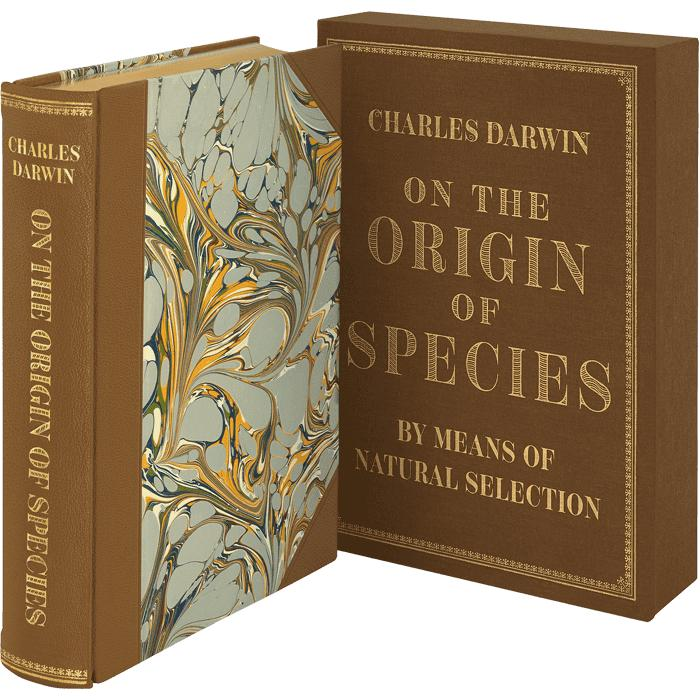 CHARLES
DARWIN
ON THE ORIGIN OF SPECIES
CHARLES DARWIN
ON THE
ORIGIN
OF
SPECIES
BY MEANS OF
NATURAL SELECTION